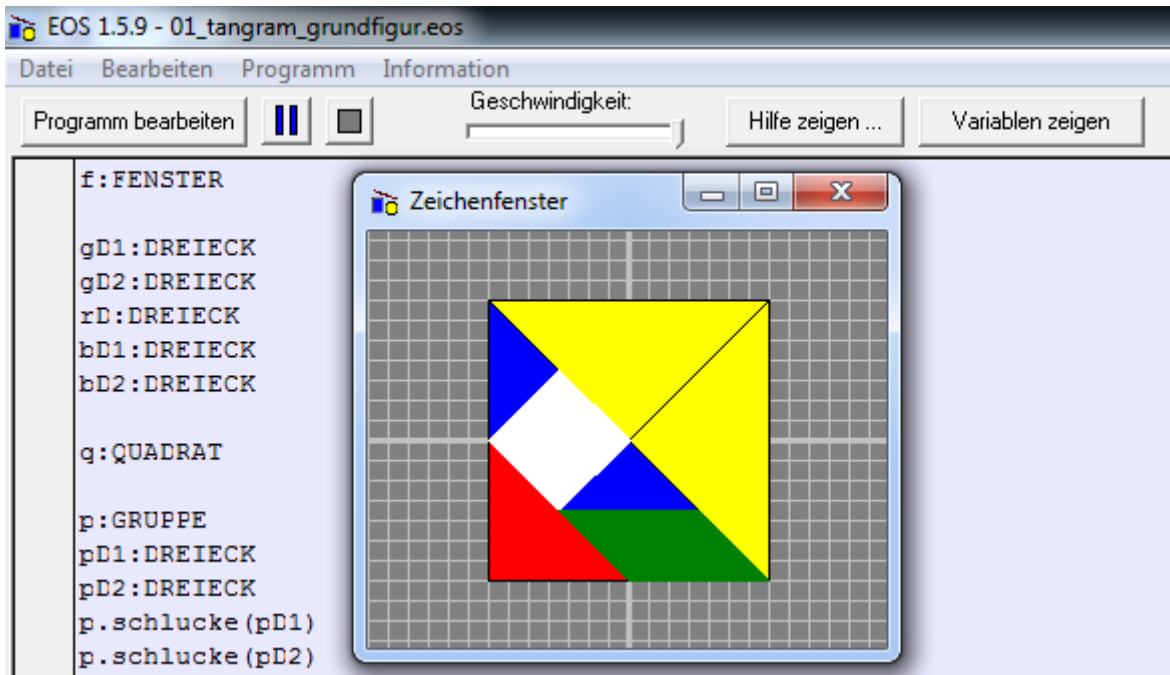 EOS 1.5.9 - 01_tangram_grundfigur.eos
Datei Bearbeiten Programm Information
Programm bearbeiten
Geschwindigkeit:
Hilfe zeigen ...
Variablen zeigen
f:FENSTER
Zeichenfenster
gD1:DREIECK
gD2:DREIECK
rD:DREIECK
bD1:DREIECK
bD2:DREIECK
q:QUADRAT
p:GRUPPE
pD1:DREIECK
pD2:DREIECK
p.schlucke(pD1)
p.schlucke(pD2)